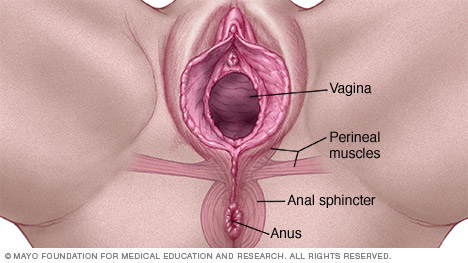 Vagina
Perineal
muscles
Anal sphincter
Anus
© MAYO FOUNDATION FOR MEDICAL EDUCATION AND RESEARCH. ALL RIGHTS RESERVED.